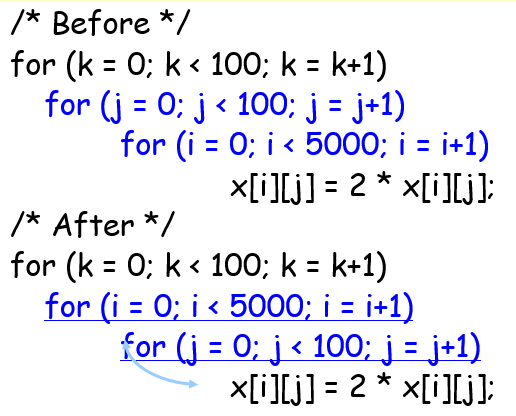 /* Before */
for (k = 0; k < 100; k = k+1)
for (j = 0; j < 100; j = j+1)
for (i = 0; i < 5000; i = i+1)
x[i][j] = 2 * x[i][j];
/* After */
for (k = 0; k < 100; k = k+1)
for (i = 0; i < 5000; i = i+1)
for (j = 0; j < 100; j = j+1)
x[i][j] = 2 * x[i][j];